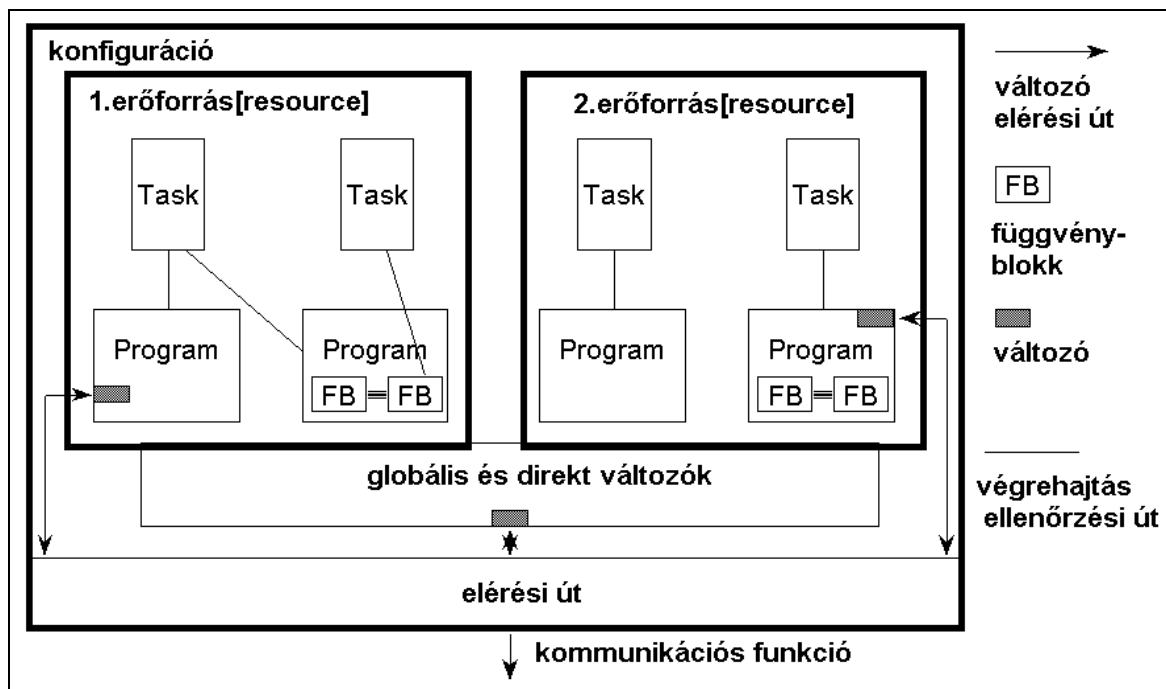 konfiguráció
1.erőforrás[resource]
2.erőforrás[resource]
változó
elérési út
Task
Task
Task
Task
FB
függvény-
blokk
Program
Program
Program
Program
változó
FB
FB
FB
FB
globális és direkt változók
végrehajtás
ellenőrzési út
elérési út
kommunikációs funkció